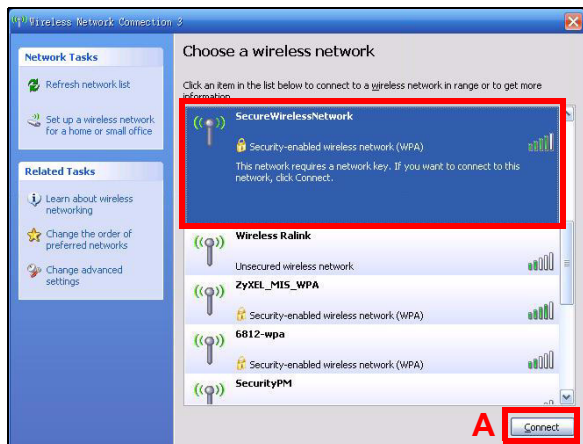 Wireless Network Connection 3
Network Tasks
Refresh network list
Set up a wireless network
for a home or small office
Related Tasks
Learn about wireless
networking
Change the order of
preferred networks
Change advanced
settings
Choose a wireless network
Click an item in the list below to connect to a wireless network in range or to get more
information.
SecureWirelessNetwork
Security-enabled wireless network (WPA)
This network requires a network key. If you want to connect to this
network, click Connect.
Wireless Ralink
Unsecured wireless network
ZyXEL_MIS_WPA
Security-enabled wireless network (WPA)
6812-wpa
Security-enabled wireless network (WPA)
SecurityPM
A
Connect